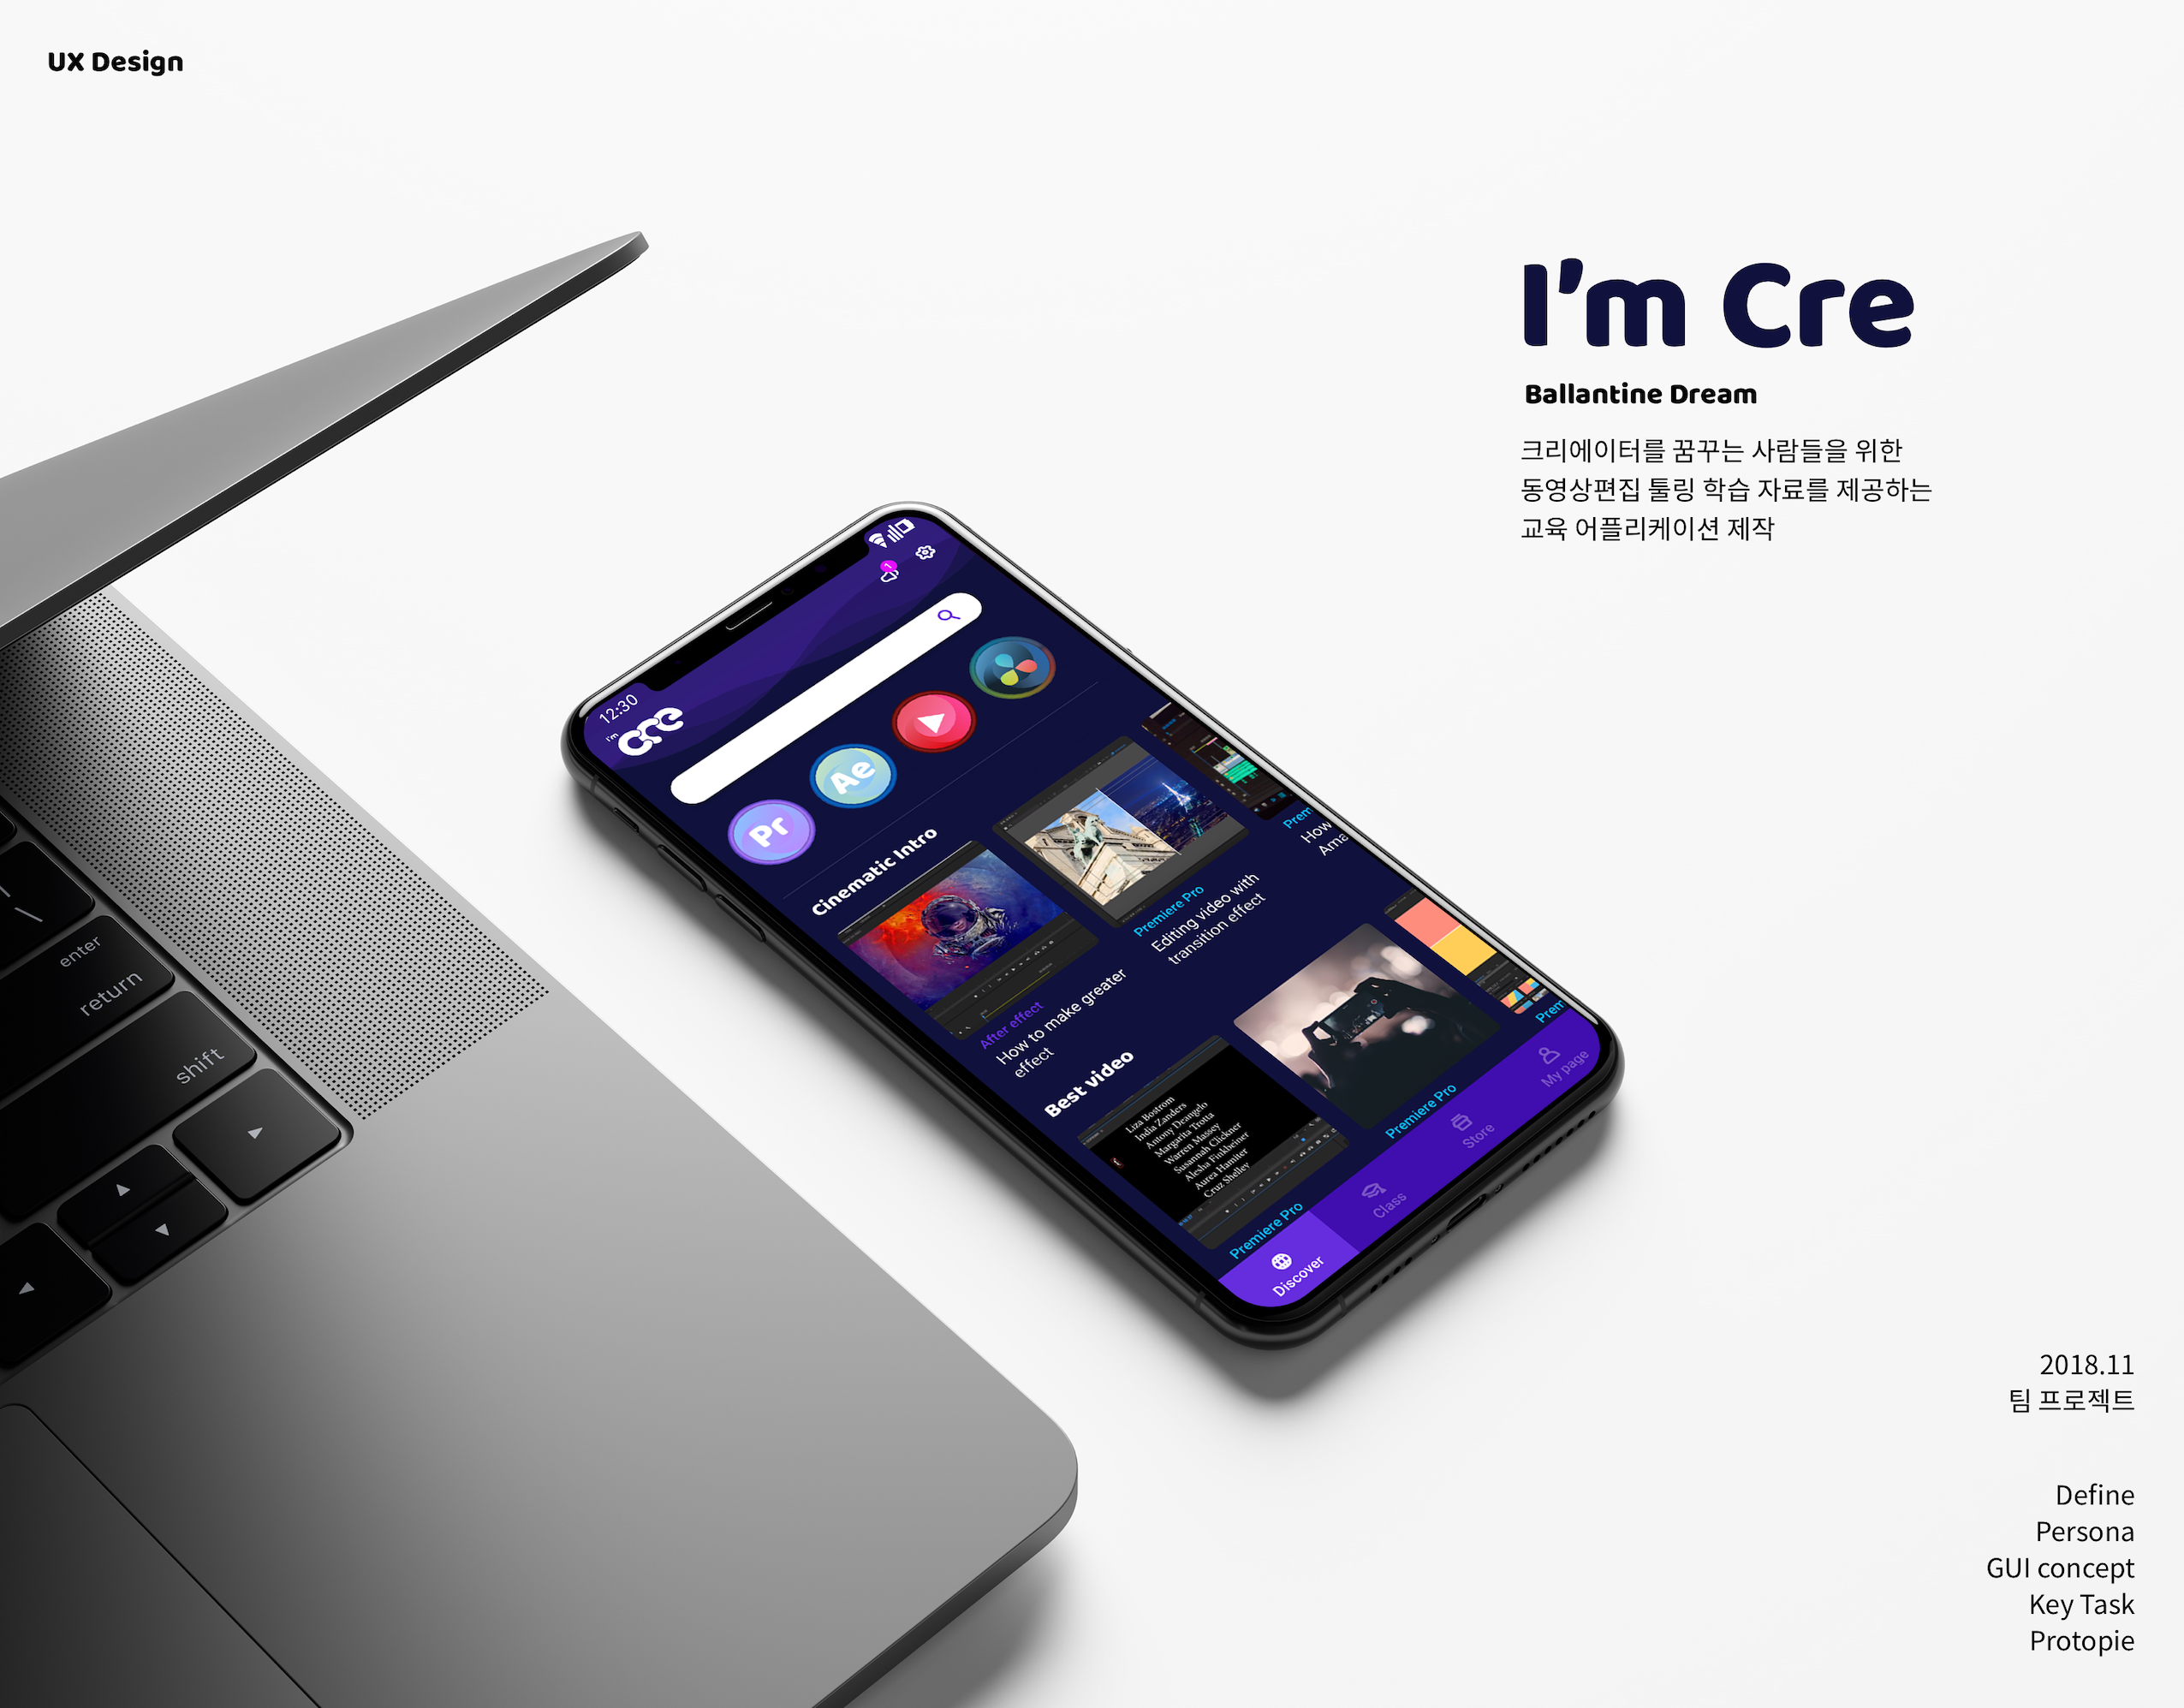 UX Design
I'm Cre
Ballantine Dream
크리에이터를 꿈꾸는 사람들을 위한
동영상편집 툴링 학습 자료를 제공하는
교육 어플리케이션 제작
12:30
I'm cre
1
Pr
Ae
Cinematic Intro
After effect
How to make greater
effect
Premiere Pro
Editing video with
transition effect
Prem
How
Ama
Best video
Liza Bostrom
India Zanders
Antony Deangelo
Margarita Trotta
Warren Massey
Susannah Clickner
Alesha Finkbeiner
Aurea Hamiter
Cruz Shelley
Premiere Pro
Premiere Pro
Prem
Discover
Class
Store
My page
enter
return
shift
2018.11
팀 프로젝트
Define
Persona
GUI concept
Key Task
Protopie